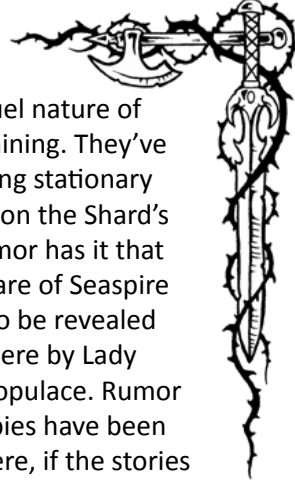 uel nature of
ining. They’ve
ng stationary
on the Shard’s
mor has it that
are of Seaspire
o be revealed
ere by Lady
opulace. Rumor
pies have been
ere, if the stories